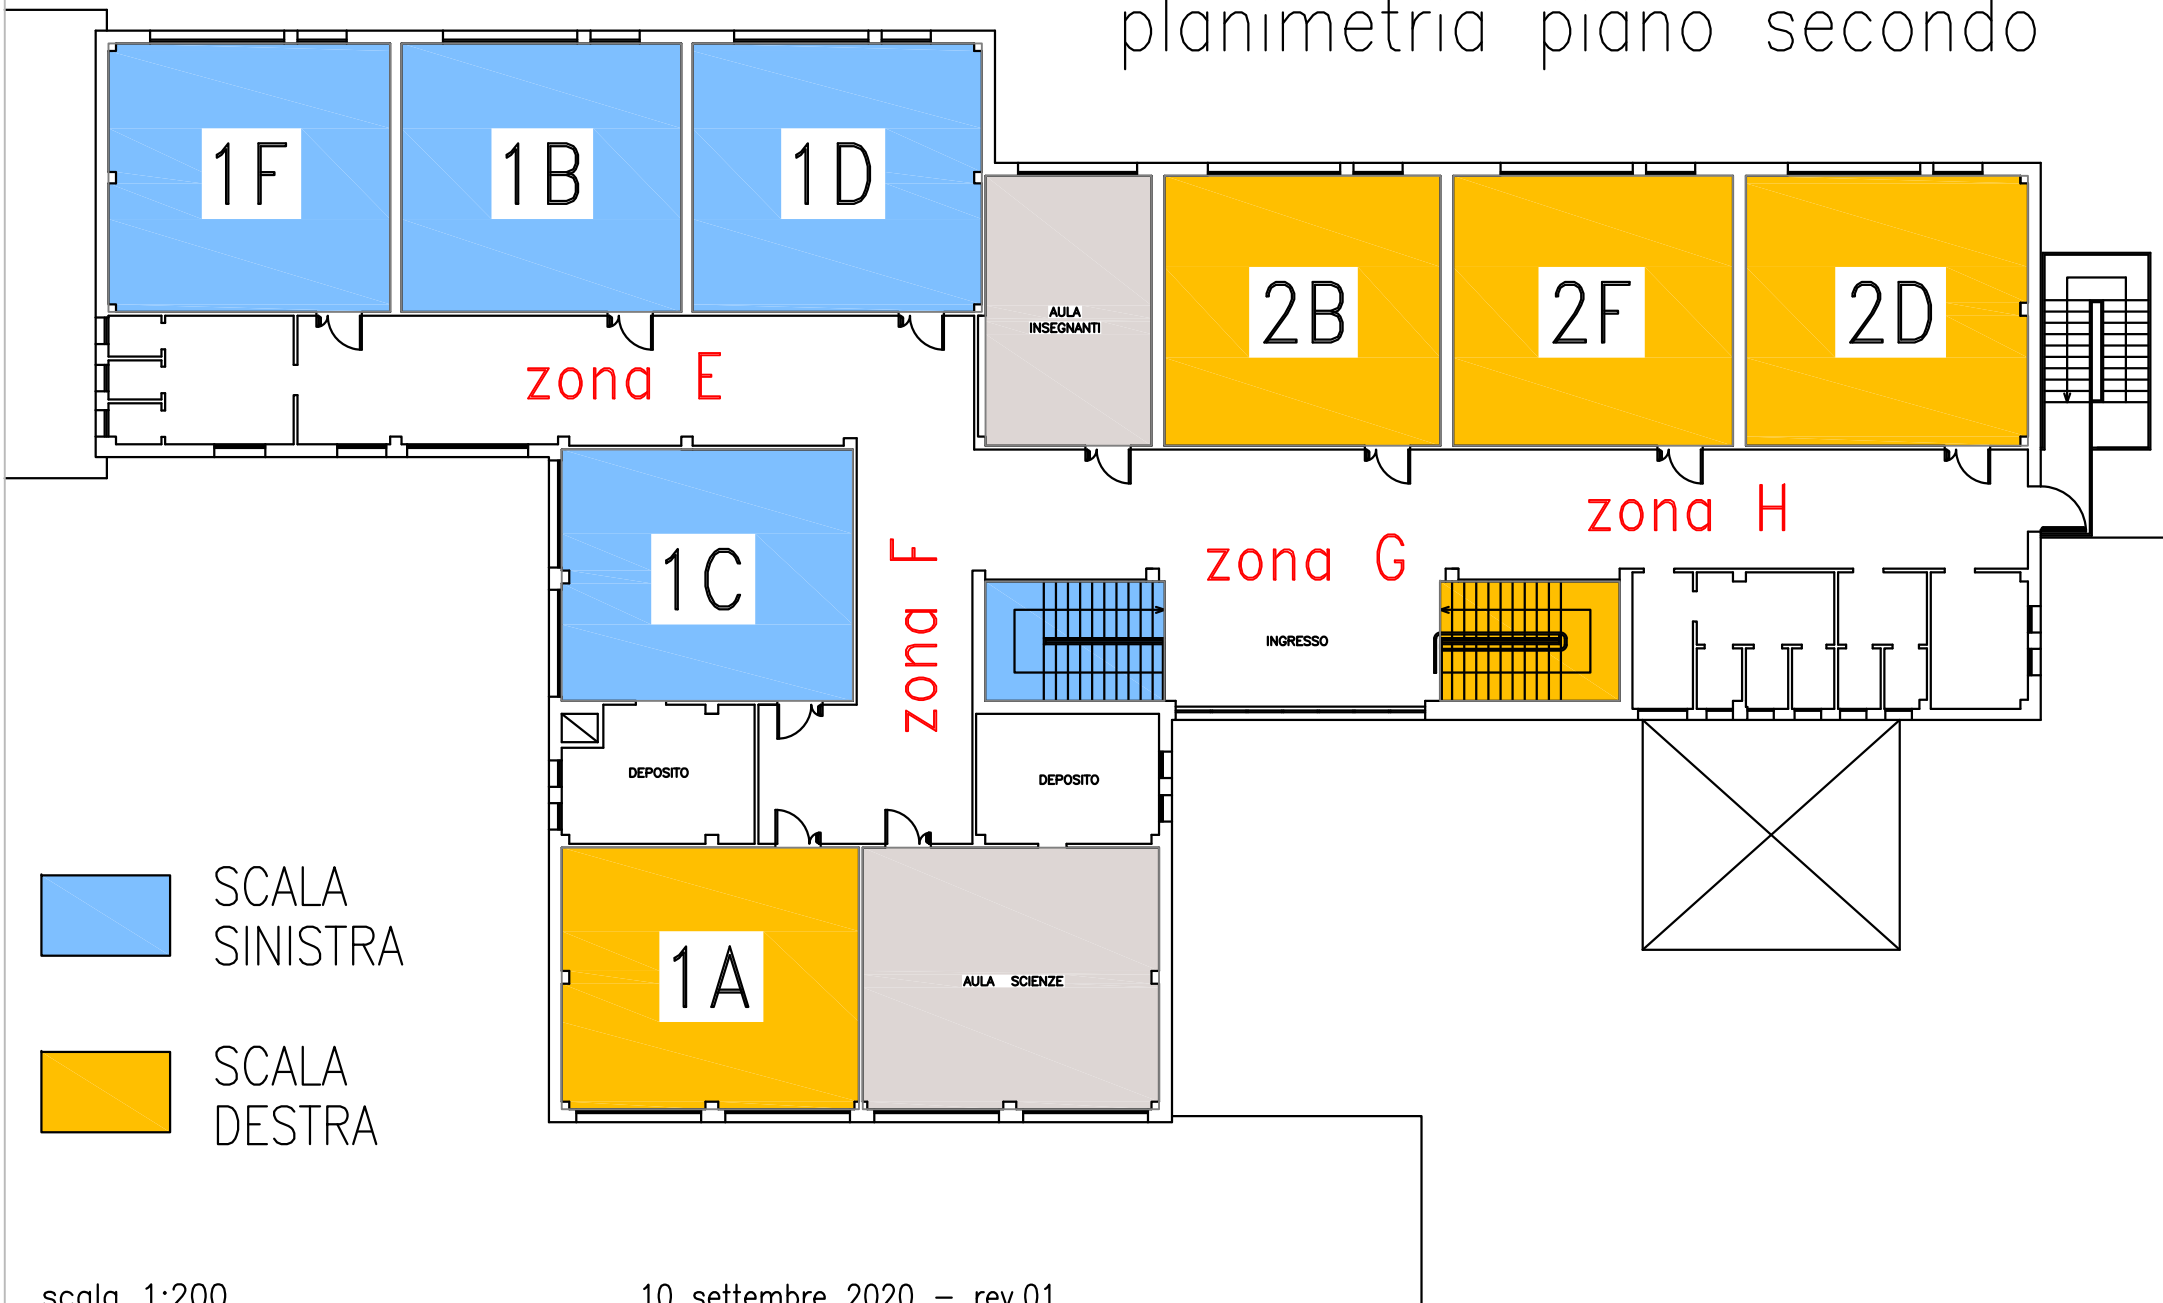 planimetria piano secondo
1F
1B
1D
2B
2F
2D
AULA
INSEGNANTI
zona E
zona H
zona G
zona F
1C
INGRESSO
DEPOSITO
DEPOSITO
1A
AULA SCIENZE
SCALA
SINISTRA
SCALA
DESTRA
scala 1:200
10 settembre 2020 – rev.01